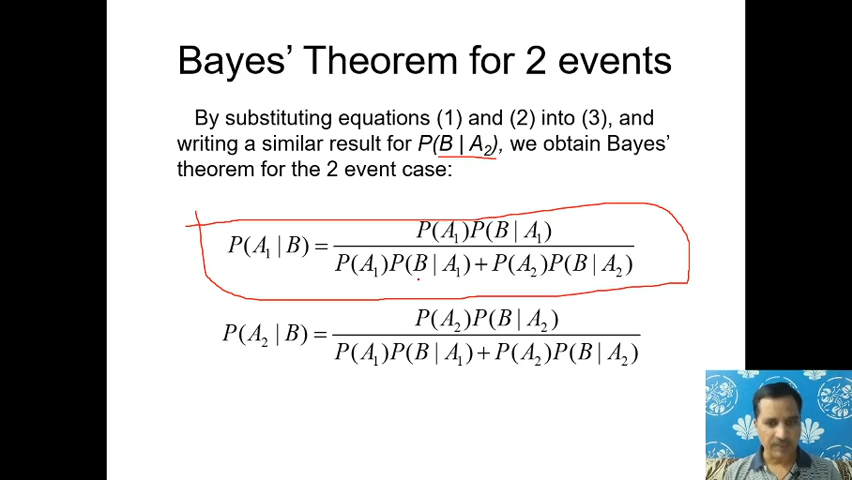 Bayes’ Theorem for 2 events
By substituting equations (1) and (2) into (3), and
writing a similar result for P(B | A₂), we obtain Bayes’
theorem for the 2 event case:
P(A₁ | B) = P(A₁)P(B | A₁) / P(A₁)P(B | A₁) + P(A₂)P(B | A₂)
P(A₂ | B) = P(A₂)P(B | A₂) / P(A₁)P(B | A₁) + P(A₂)P(B | A₂)